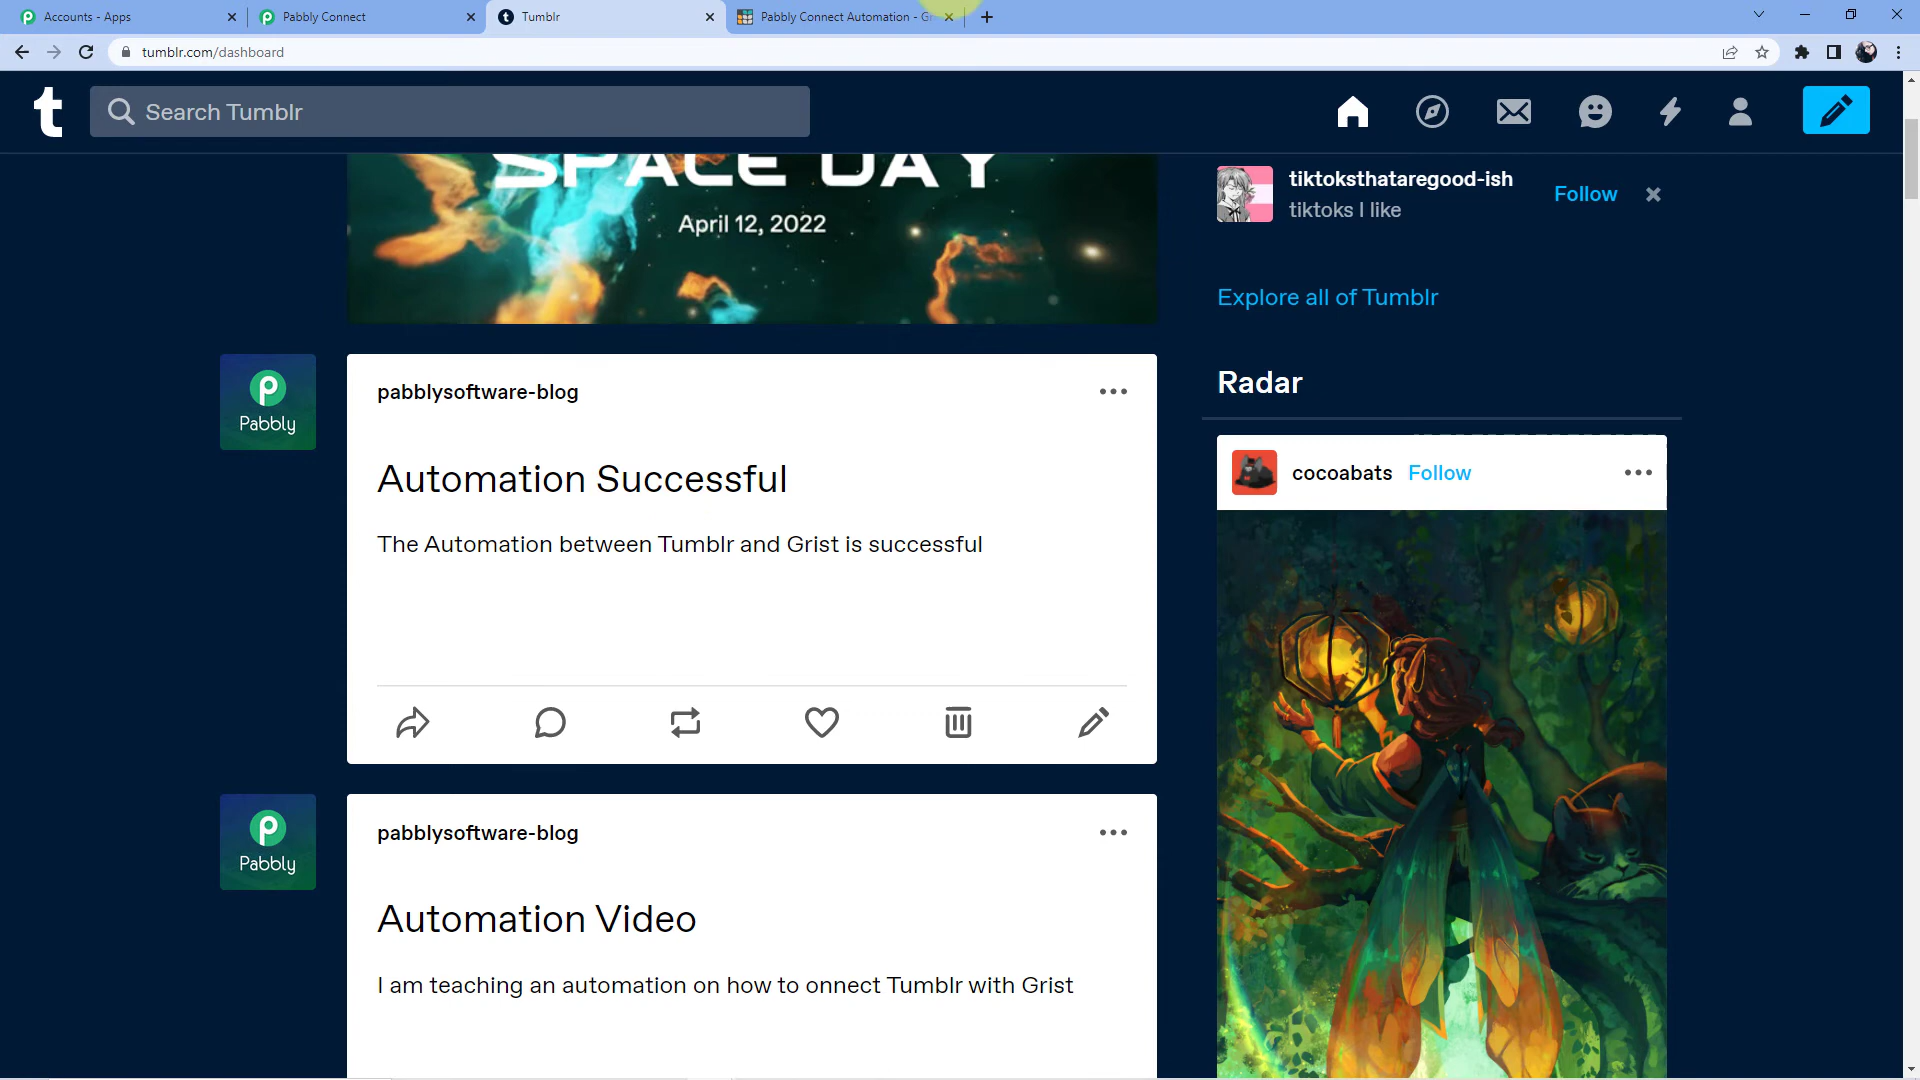 Accounts - Apps
Pabbly Connect
Tumblr
Pabbly Connect Automation - Gr
tumblr.com/dashboard
t
Search Tumblr
SPACE DAY
April 12, 2022
tiktoksthataregood-ish
Follow
tiktoks I like
Explore all of Tumblr
Radar
cocoabats Follow
Pabbly
pabblysoftware-blog
Automation Successful
The Automation between Tumblr and Grist is successful
Pabbly
pabblysoftware-blog
Automation Video
I am teaching an automation on how to onnect Tumblr with Grist